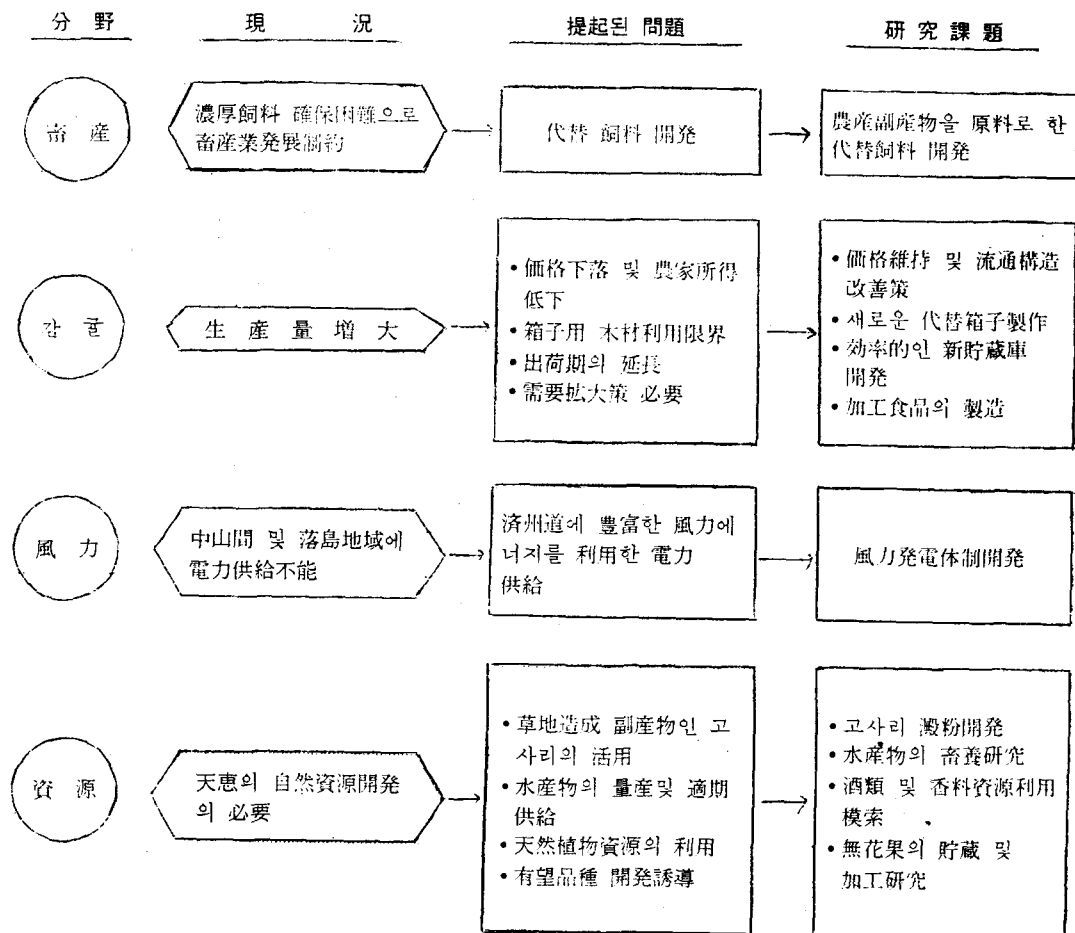 分野 現況 提起된 問題 研究課題
畜産
濃厚飼料 確保困難으로
畜産業発展制約
代替 飼料 開発
農産副産物을 原料로 한
代替飼料 開発
감귤
生産量増大
• 価格下落 및 農家所得
低下
• 箱子用 木材利用限界
• 出荷期의 延長
• 需要拡大策 必要
• 価格維持 및 流通構造
改善策
• 새로운 代替箱子製作
• 効率的인 新貯蔵庫
開発
• 加工食品의 製造
風力
中山間 및 落島地域에
電力供給不能
済州道에 豊富한 風力에
너지를 利用한 電力
供給
風力発電体制開発
資源
天恵의 自然資源開発
의 必要
• 草地造成 副産物인 고
사리의 活用
• 水産物의 量産및 適期
供給
• 天然植物資源의 利用
• 有望品種 開発誘導
• 고사리 澱粉開発
• 水産物의 畜養研究
• 酒類 및 香料資源利用
模索
• 無花果의 貯蔵 및
加工研究